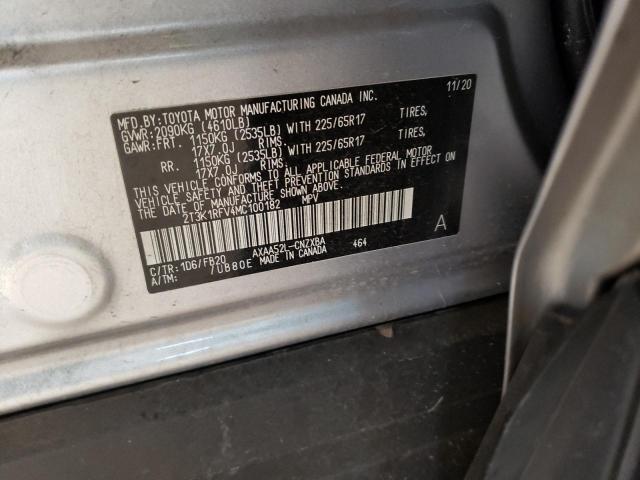 MFD.BY:TOYOTA MOTOR MANUFACTURING CANADA INC. 11/20
GVWR:2090KG (4610LB)
GAWR:FRT. 1150KG (2535LB) WITH 225/65R17 TIRES,
17X7.0J RIMS
RR. 1150KG (2535LB) WITH 225/65R17 TIRES,
17X7.0J RIMS
THIS VEHICLE CONFORMS TO ALL APPLICABLE FEDERAL MOTOR
VEHICLE SAFETY STANDARDS IN EFFECT ON THE DATE
OF MANUFACTURE SHOWN ABOVE.
2T3K1RFV4MC100182 MPV
A
AXAA52L-CNZXBA 464
C/TR:1D6/FB20 MADE IN CANADA
A/TM: /UB80E